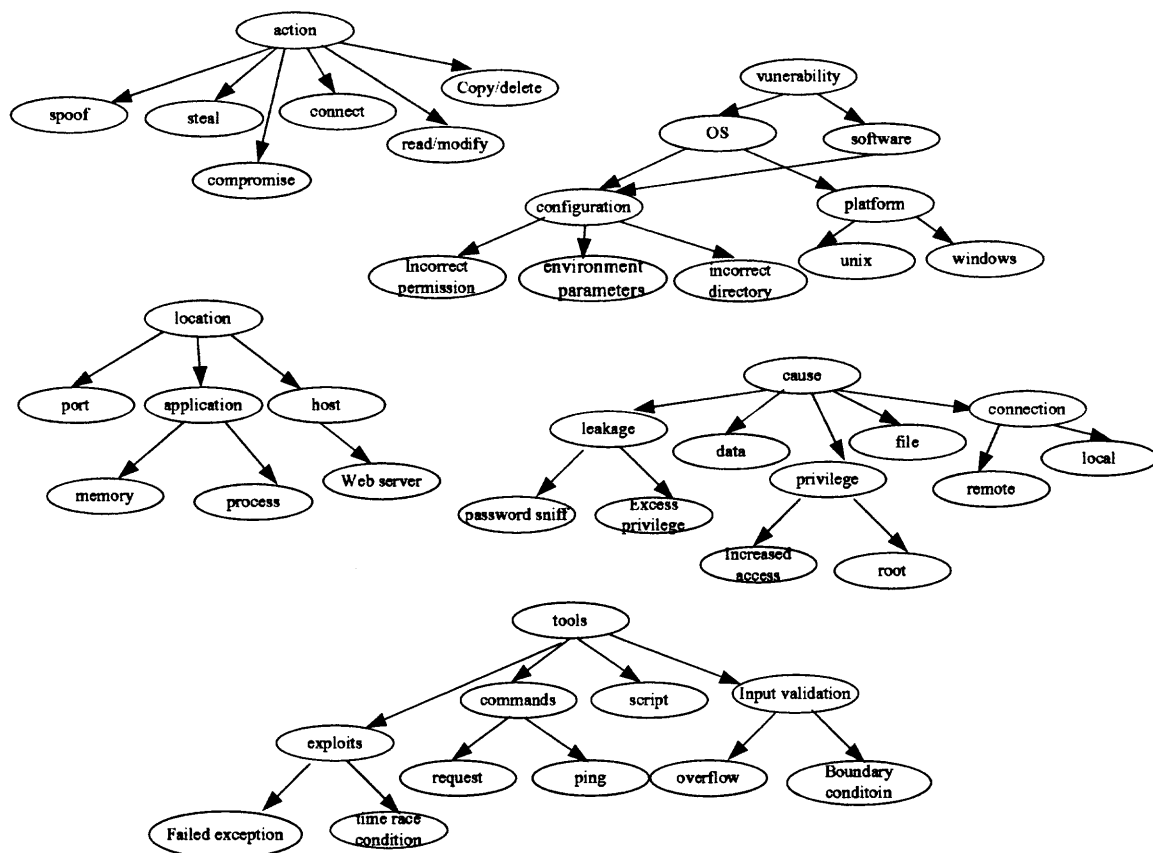 action
Copy/delete
spoof
steal
connect
read/modify
compromise
vunerability
OS
software
configuration
platform
Incorrect
permission
environment
parameters
incorrect
directory
unix
windows
location
port
application
host
memory
process
Web server
cause
leakage
data
file
connection
privilege
remote
local
password sniff
Excess
privilege
Increased
access
root
tools
commands
script
Input validation
exploits
request
ping
overflow
Boundary
conditoin
Failed exception
time race
condition